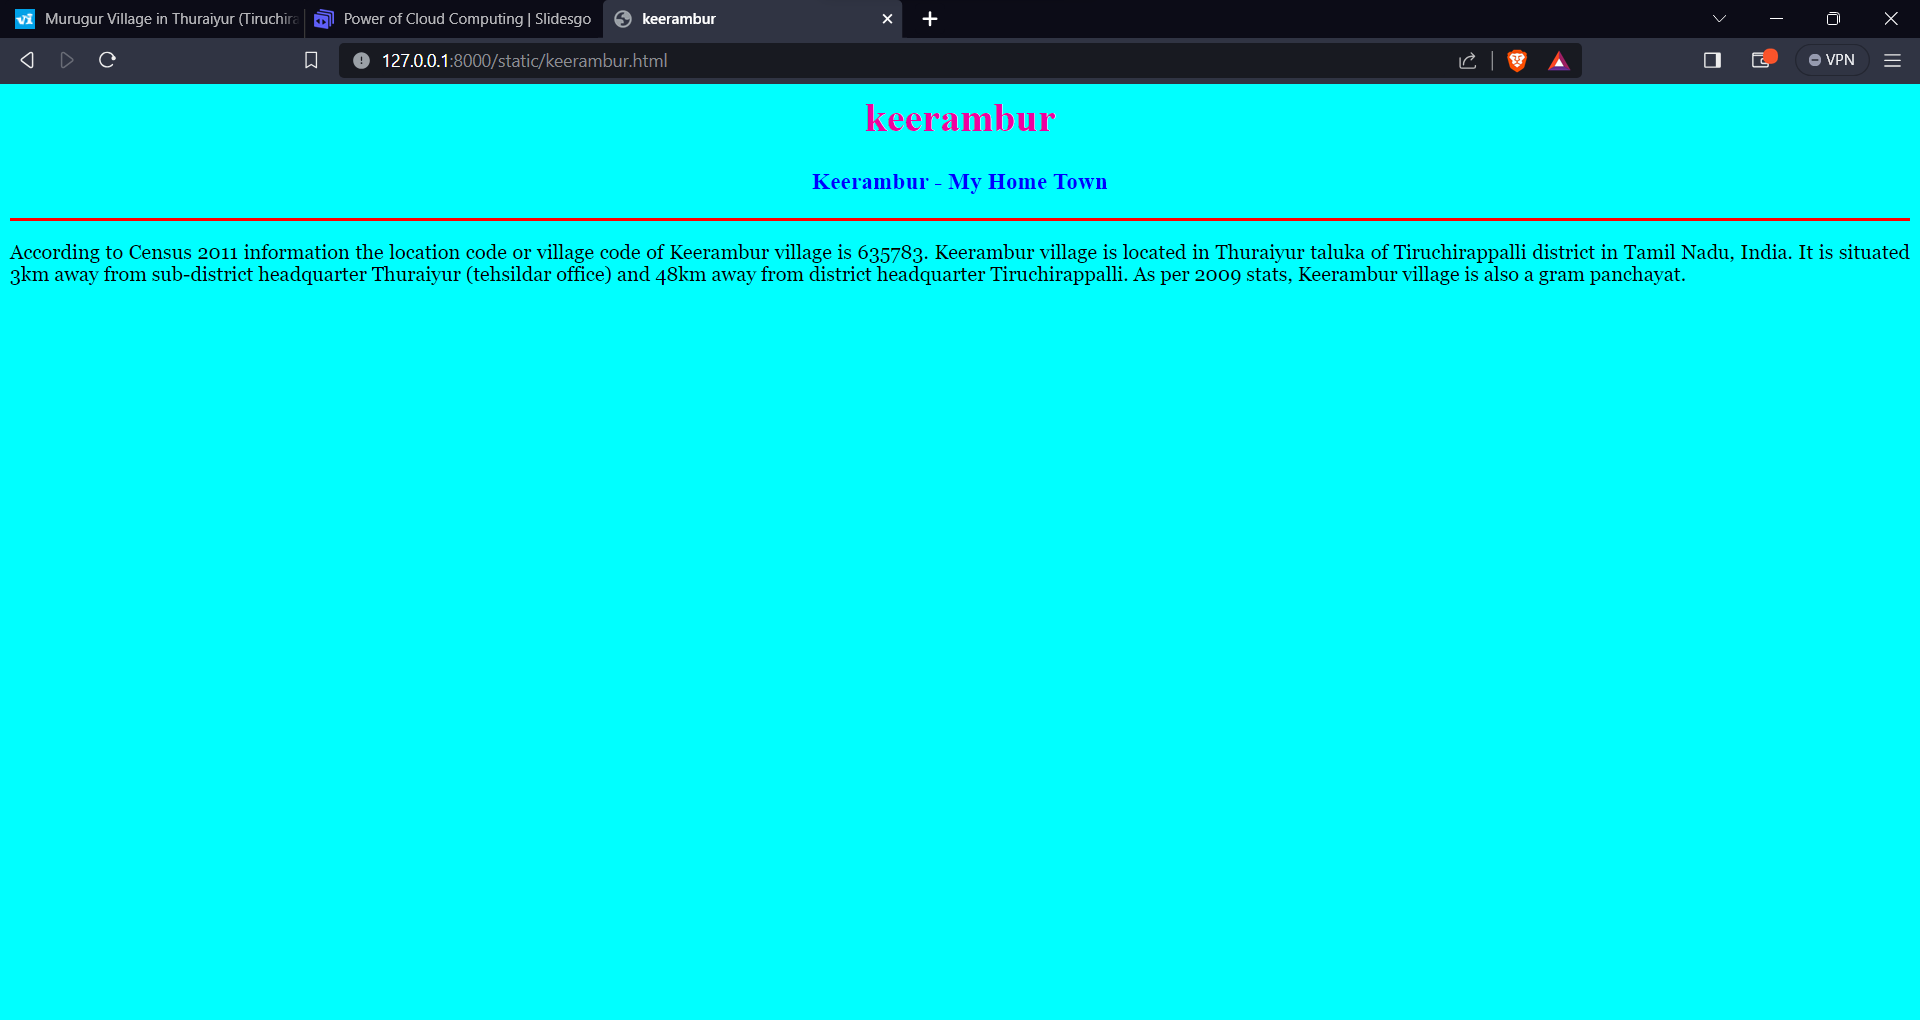 Murugur Village in Thuraiyur (Tiruchira
Power of Cloud Computing | Slidesgo
keerambur
127.0.0.1:8000/static/keerambur.html
VPN
keerambur
Keerambur - My Home Town
According to Census 2011 information the location code or village code of Keerambur village is 635783. Keerambur village is located in Thuraiyur taluka of Tiruchirappalli district in Tamil Nadu, India. It is situated
3km away from sub-district headquarter Thuraiyur (tehsildar office) and 48km away from district headquarter Tiruchirappalli. As per 2009 stats, Keerambur village is also a gram panchayat.